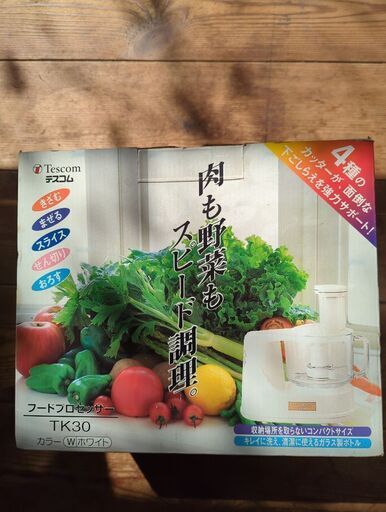 Tescom
テスコム
きざむ
まぜる
スライス
せん切り
おろす
肉も野菜も
スピード調理。
4種の
カッターが、面倒な
下ごしらえを強力サポート!
フードプロセッサー
TK30
カラー Wホワイト
収納場所を取らないコンパクトサイズ
キレイに洗え、清潔に使えるガラス製ボトル